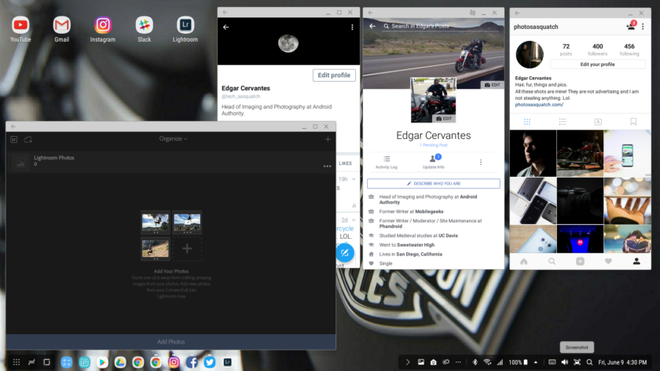 YouTube
Gmail
Instagram
Slack
Lightroom
Edit profile
Edgar Cervantes
@tech_sasquatch
Head of Imaging and Photography at Android
Authority.
LIKES
19h
2d
LOL.
Search in Edgar's Posts
EDIT
EDIT
Edgar Cervantes
1 Pending Post
Activity Log
Update Info
DESCRIBE WHO YOU ARE
Head of Imaging and Photography at Android
Authority
Former Writer at Mobilegeeks
Former Writer / Moderator / Site Maintenance at
Phandroid
Studied Medieval studies at UC Davis
Went to Sweetwater High
Lives in San Diego, California
Single
photosasquatch
72
400
456
posts
followers
following
Edit your profile
Edgar Cervantes
Hair, fur, things and pics.
All these shots are mine! They are not advertising and I am
not stealing anything. Lol.
photosasquatch.com/
Organize
Lightroom Photos
0
Add Your Photos
Add Photos
Screenshot
100%
Fri, June 9 4:30 PM